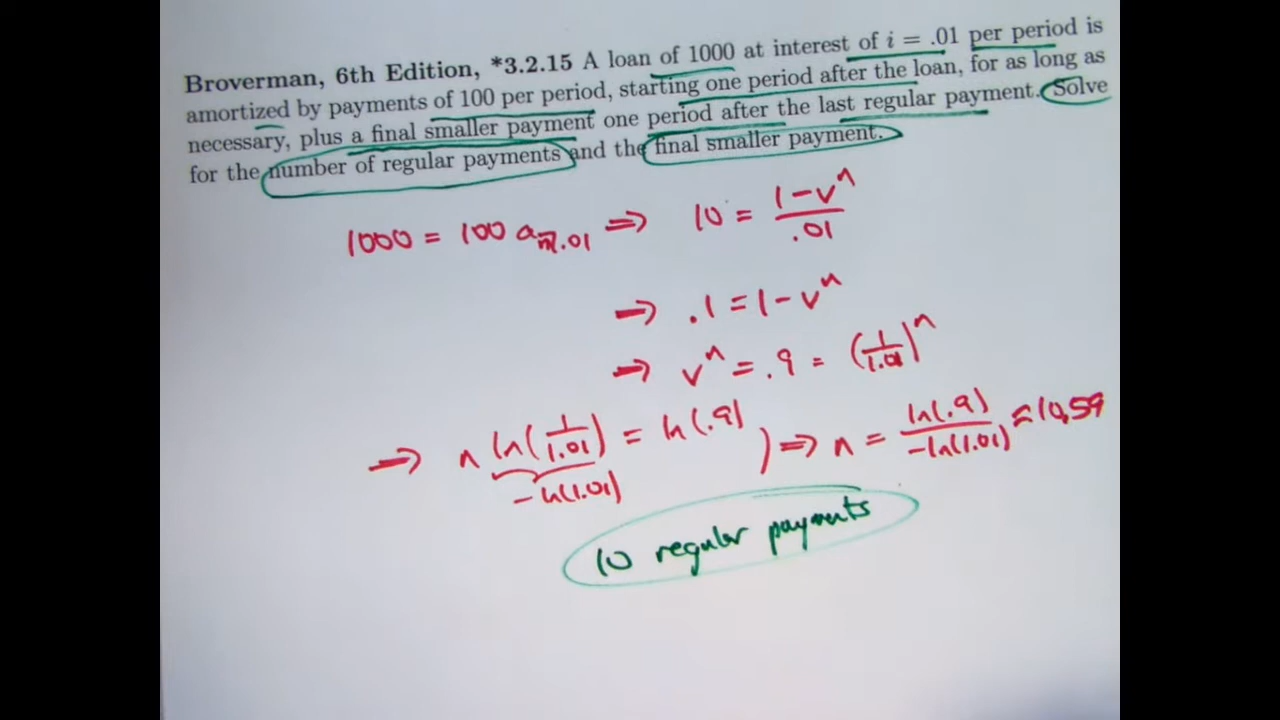 Broverman, 6th Edition, *3.2.15 A loan of 1000 at interest of i = .01 per period is
amortized by payments of 100 per period, starting one period after the loan, for as long as
necessary, plus a final smaller payment one period after the last regular payment. Solve
for the number of regular payments and the final smaller payment.
1000 = 100 a_n̅|.01 ⇒ 10 = (1-v^n)/.01
⇒ .1 = 1-v^n
⇒ v^n = .9 = (1/1.01)^n
⇒ n ln(1/1.01) = ln(.9) ) ⇒ n = ln(.9)/-ln(1.01) ≈ 10.59
-ln(1.01)
10 regular payments